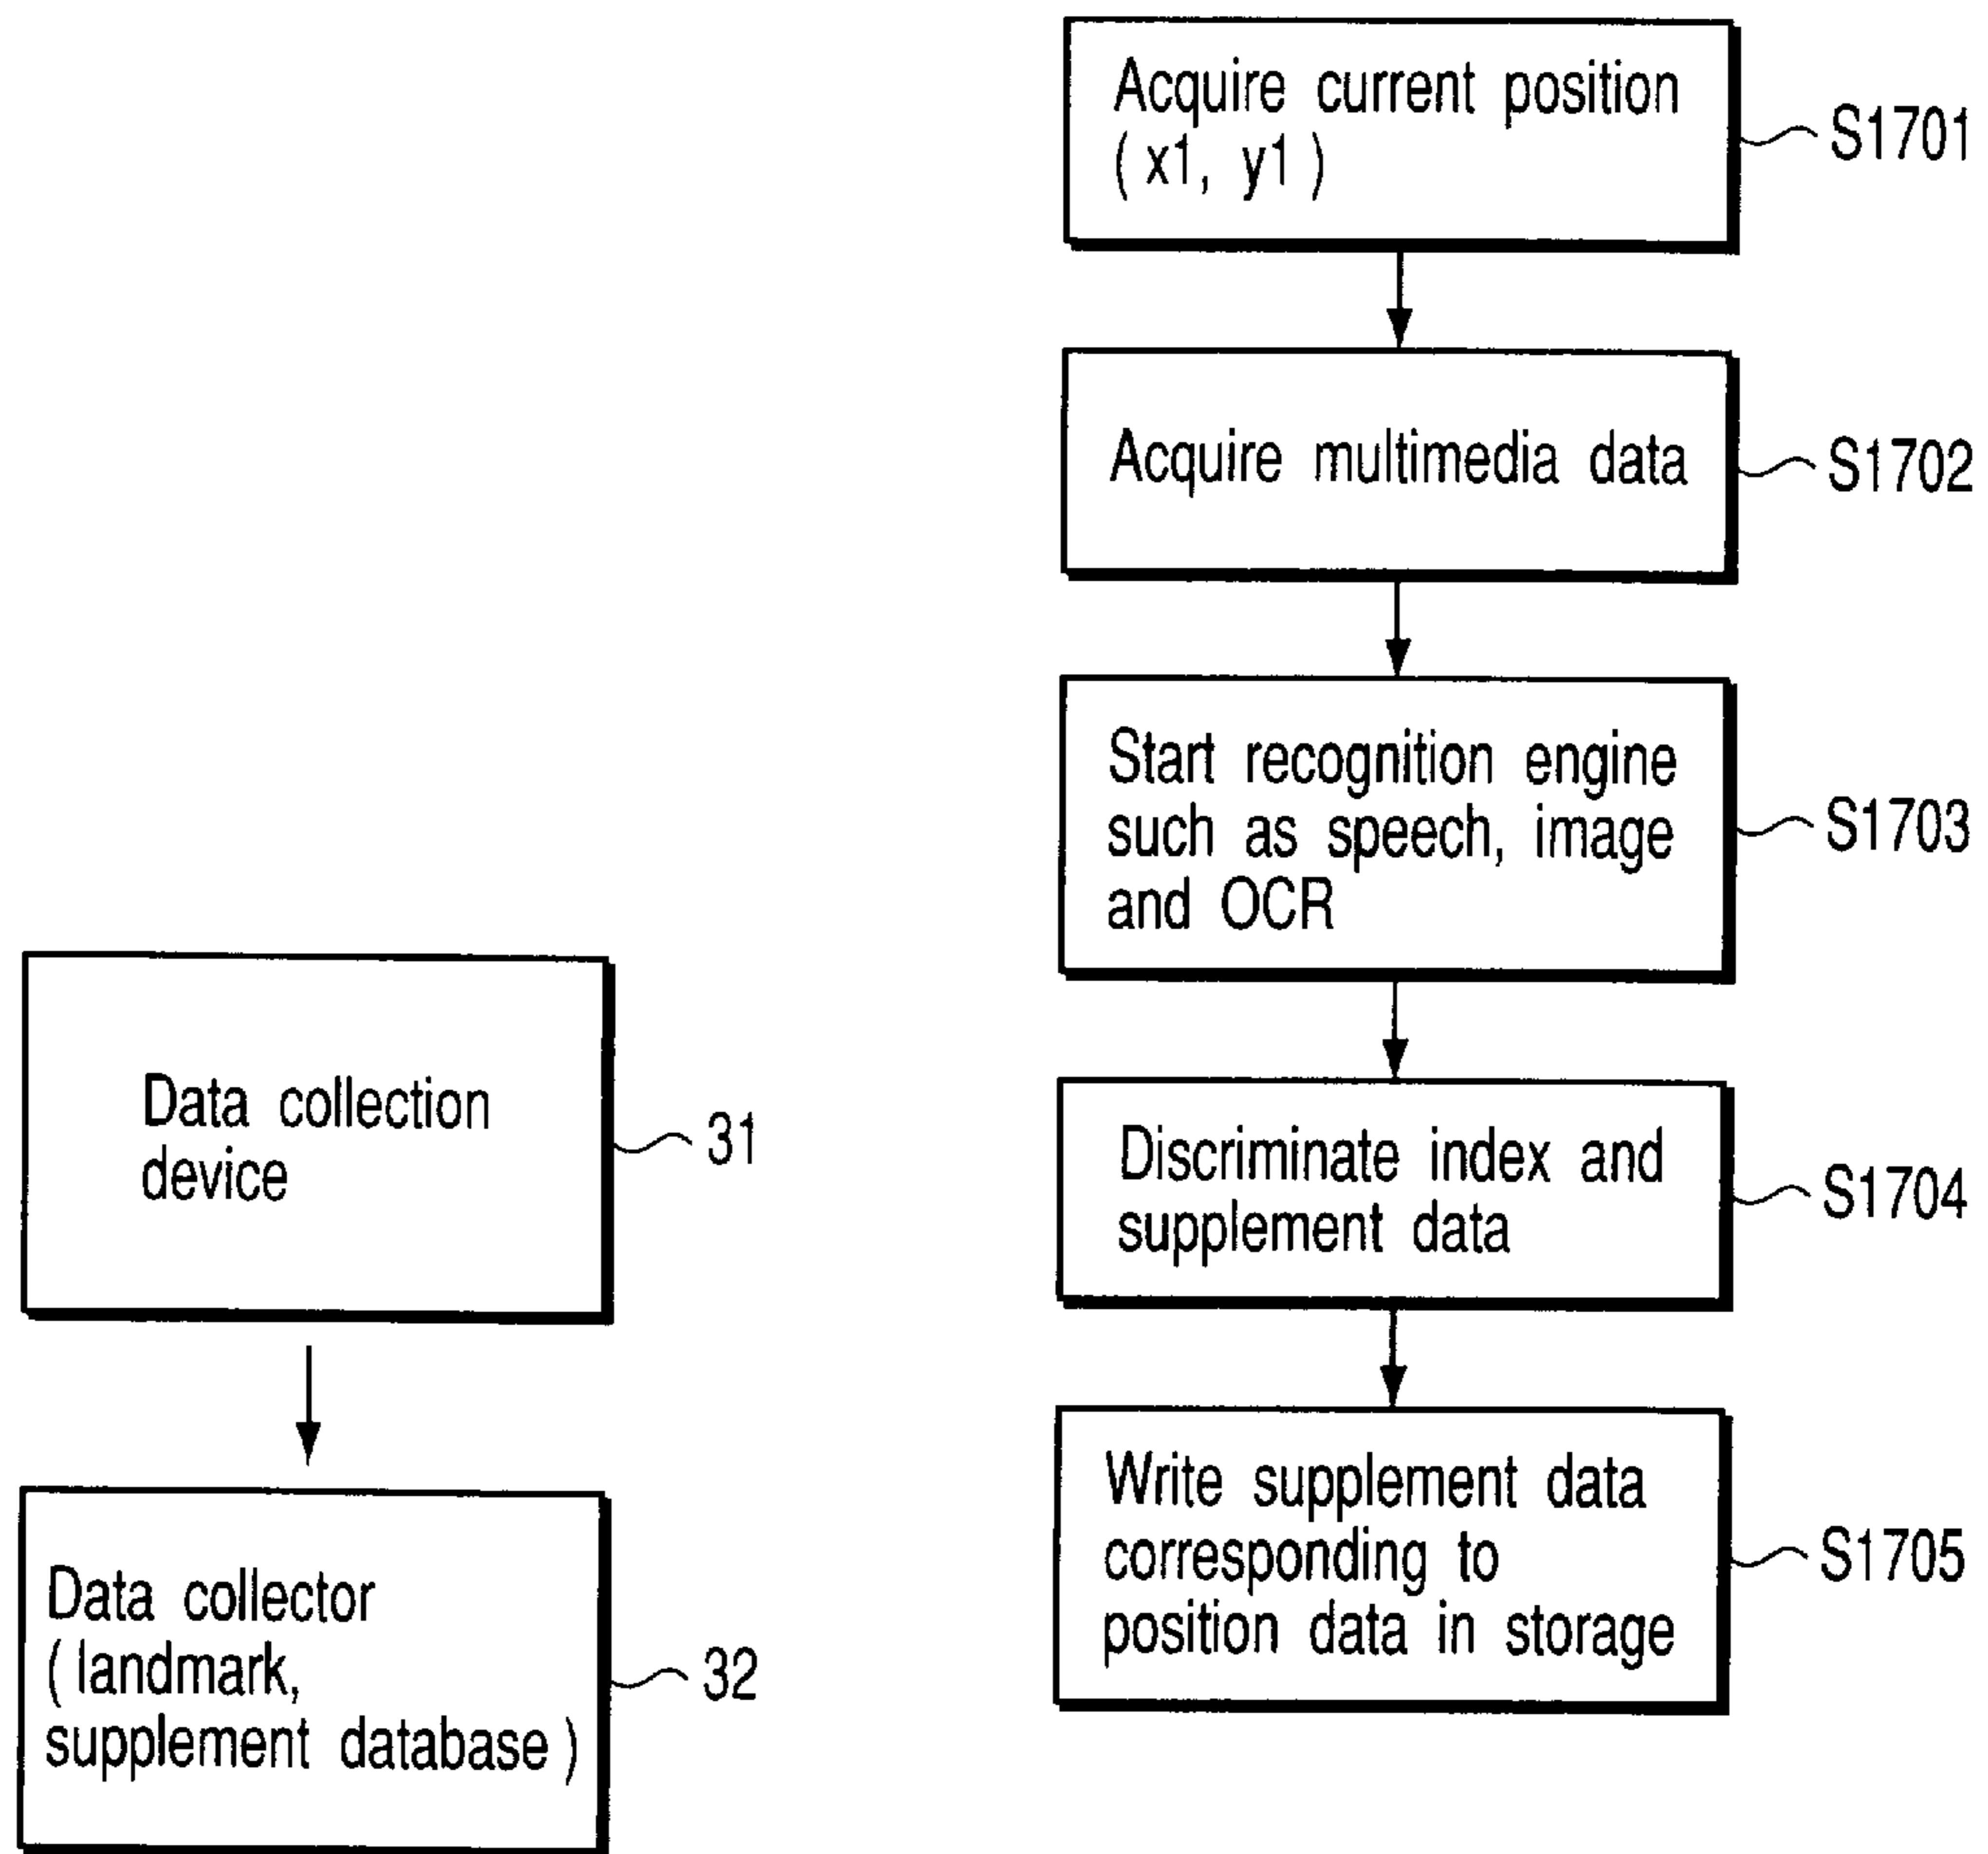 Acquire current position
( x1, y1 )
S1701
Acquire multimedia data
S1702
Start recognition engine
such as speech, image
and OCR
S1703
Discriminate index and
supplement data
S1704
Write supplement data
corresponding to
position data in storage
S1705
Data collection
device
31
Data collector
( landmark,
supplement database )
32